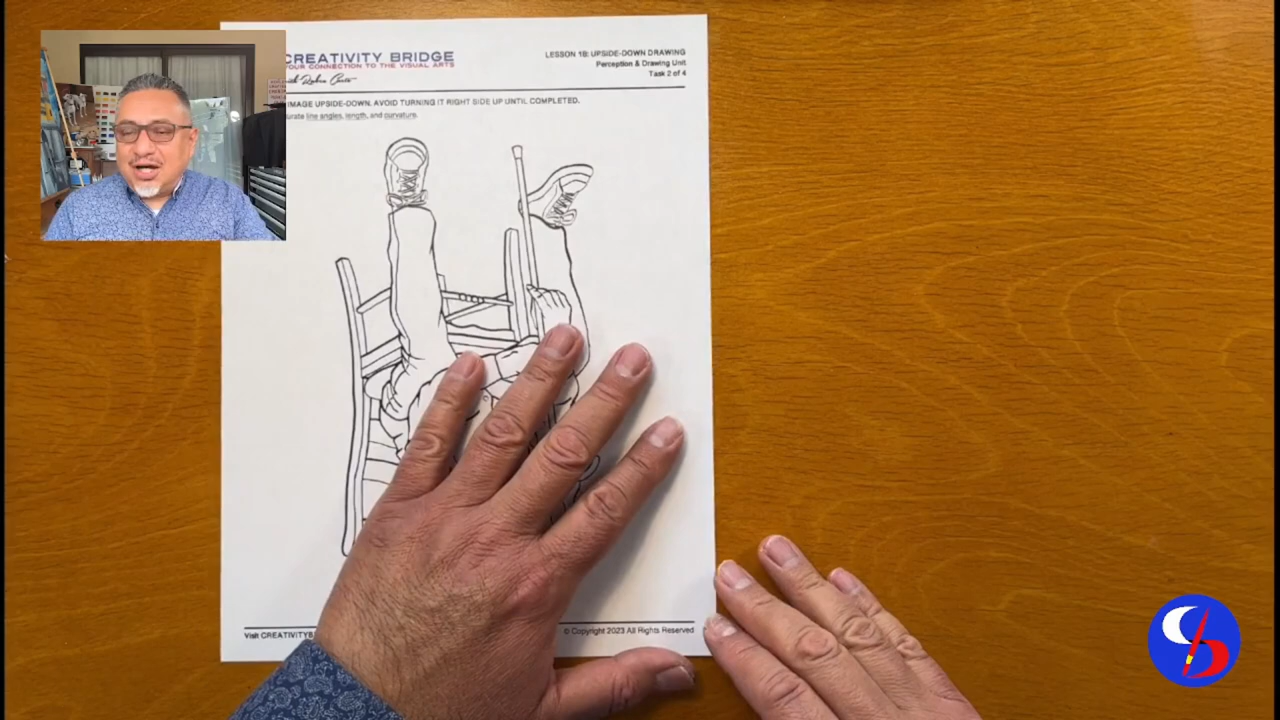 CREATIVITY BRIDGE
YOUR CONNECTION TO THE VISUAL ARTS
LESSON 1B: UPSIDE-DOWN DRAWING
Perception & Drawing Unit
Task 2 of 4
IMAGE UPSIDE-DOWN. AVOID TURNING IT RIGHT SIDE UP UNTIL COMPLETED.
line angles, length, and curvature.
Visit
© Copyright 2023 All Rights Reserved